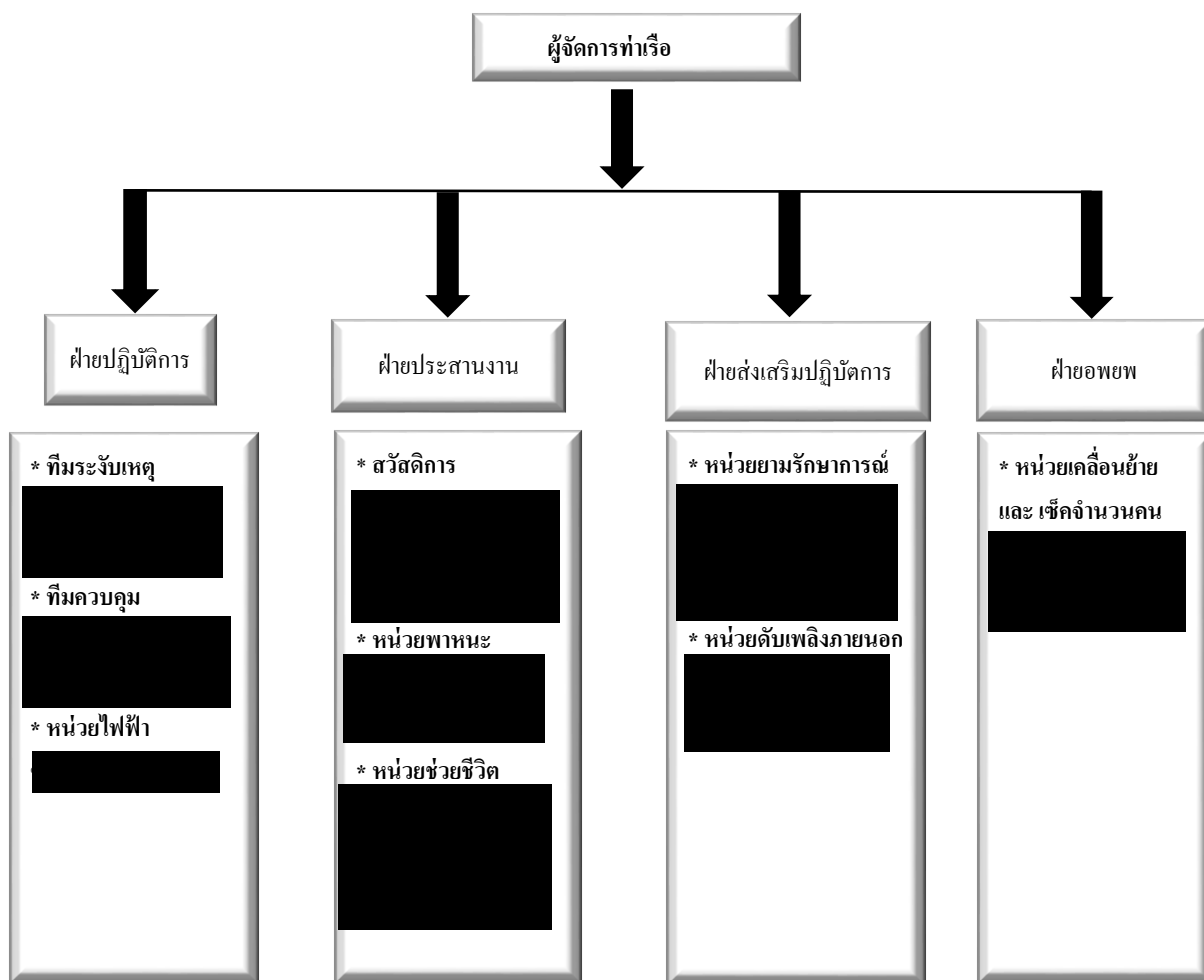 ผู้จัดการท่าเรือ
ฝ่ายปฏิบัติการ
* ทีมระงับเหตุ
* ทีมควบคุม
* หน่วยไฟฟ้า
ฝ่ายประสานงาน
* สวัสดิการ
* หน่วยพาหนะ
* หน่วยช่วยชีวิต
ฝ่ายส่งเสริมปฏิบัตการ
* หน่วยยามรักษาการณ์
* หน่วยดับเพลิงภายนอก
ฝ่ายอพยพ
* หน่วยเคลื่อนย้าย
และ เช็คจำนวนคน